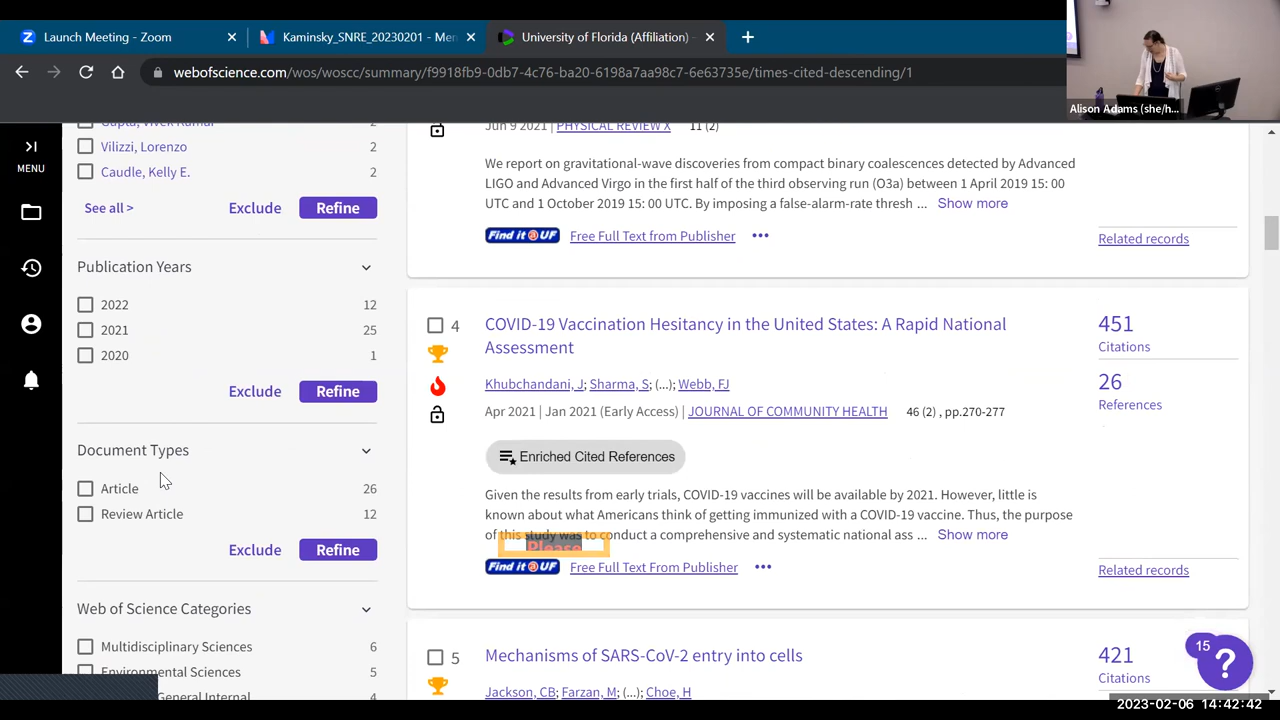 Launch Meeting - Zoom
Kaminsky_SNRE_20230201 - Men
University of Florida (Affiliation) -
webofscience.com/wos/woscc/summary/f9918fb9-0db7-4c76-ba20-6198a7aa98c7-6e63735e/times-cited-descending/1
Alison Adams (she/h...
MENU
Gupta, Vivek Kumar 2
Vilizzi, Lorenzo 2
Caudle, Kelly E. 2
See all >
Exclude
Refine
Publication Years
2022 12
2021 25
2020 1
Exclude
Refine
Document Types
Article 26
Review Article 12
Exclude
Refine
Web of Science Categories
Multidisciplinary Sciences 6
Environmental Sciences 5
General Internal 4
Jun 9 2021 | PHYSICAL REVIEW X 11 (2)
We report on gravitational-wave discoveries from compact binary coalescences detected by Advanced
LIGO and Advanced Virgo in the first half of the third observing run (O3a) between 1 April 2019 15: 00
UTC and 1 October 2019 15: 00 UTC. By imposing a false-alarm-rate thresh ... Show more
Find it @ UF Free Full Text from Publisher •••
Related records
4
COVID-19 Vaccination Hesitancy in the United States: A Rapid National
Assessment
Khubchandani, J; Sharma, S; (...); Webb, FJ
Apr 2021 | Jan 2021 (Early Access) | JOURNAL OF COMMUNITY HEALTH 46 (2) , pp.270-277
451
Citations
26
References
Enriched Cited References
Given the results from early trials, COVID-19 vaccines will be available by 2021. However, little is
known about what Americans think of getting immunized with a COVID-19 vaccine. Thus, the purpose
of this study was to conduct a comprehensive and systematic national ass ... Show more
Please
Find it @ UF Free Full Text From Publisher •••
Related records
5
Mechanisms of SARS-CoV-2 entry into cells
Jackson, CB; Farzan, M; (...); Choe, H
421
Citations
15
?
2023-02-06 14:42:42